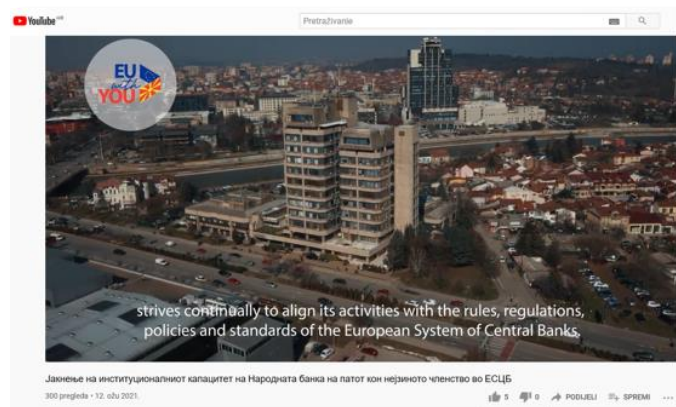 YouTube HR
Pretraživanje
EU
with
YOU
strives continually to align its activities with the rules, regulations,
policies and standards of the European System of Central Banks.
Јакнење на институционалниот капацитет на Народната банка на патот кон нејзиното членство во ЕСЦБ
300 pregleda • 12. ožu 2021.
5 0 PODIJELI SPREMI ...